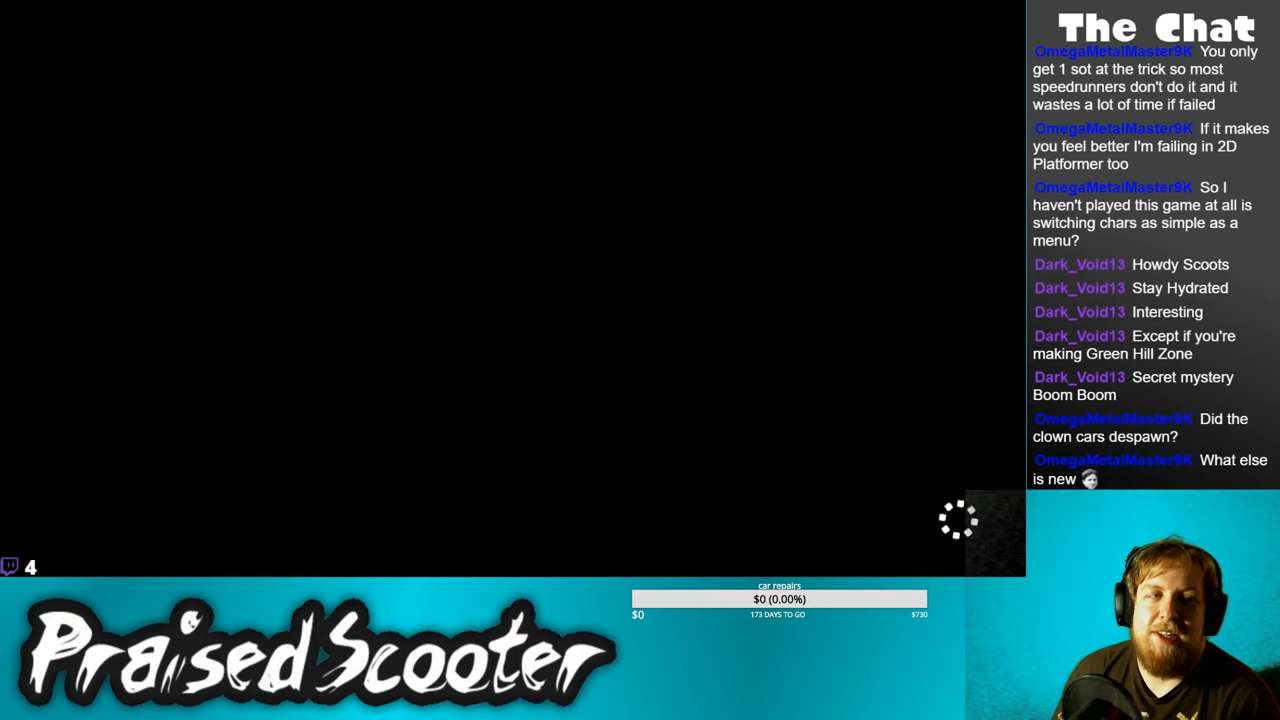 The Chat
OmegaMetalMaster9K You only
get 1 sot at the trick so most
speedrunners don't do it and it
wastes a lot of time if failed
OmegaMetalMaster9K If it makes
you feel better I'm failing in 2D
Platformer too
OmegaMetalMaster9K So I
haven't played this game at all is
switching chars as simple as a
menu?
Dark_Void13 Howdy Scoots
Dark_Void13 Stay Hydrated
Dark_Void13 Interesting
Dark_Void13 Except if you're
making Green Hill Zone
Dark_Void13 Secret mystery
Boom Boom
OmegaMetalMaster9K Did the
clown cars despawn?
OmegaMetalMaster9K What else
is new
4
PraisedScooter
car repairs
$0 (0.00%)
$0 173 DAYS TO GO $730